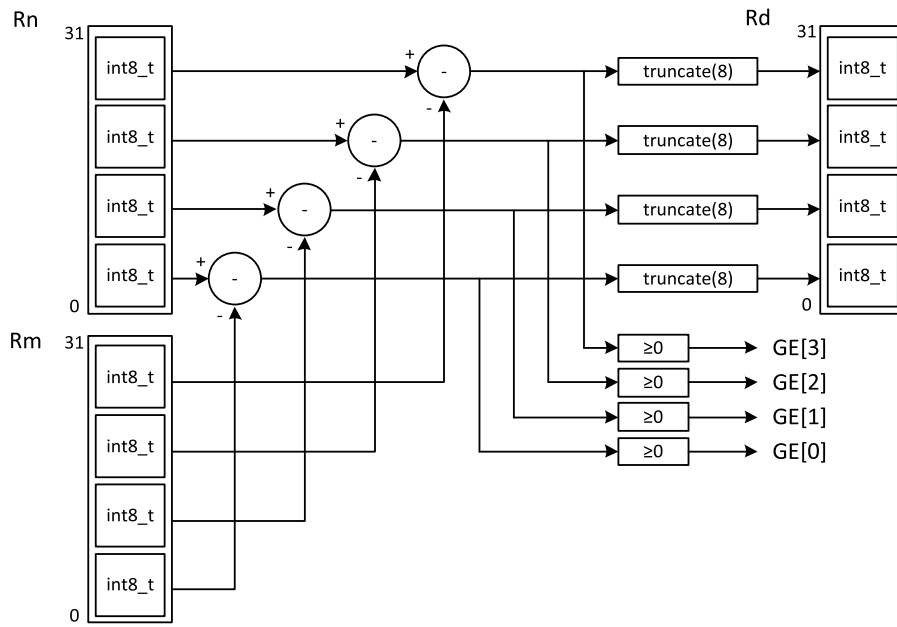 Rn
Rd
31
31
int8_t
+
-
truncate(8)
int8_t
-
int8_t
+
-
truncate(8)
int8_t
-
int8_t
+
-
truncate(8)
int8_t
-
int8_t
+
-
truncate(8)
int8_t
-
0
0
Rm
31
int8_t
int8_t
int8_t
int8_t
0
≥0
GE[3]
≥0
GE[2]
≥0
GE[1]
≥0
GE[0]